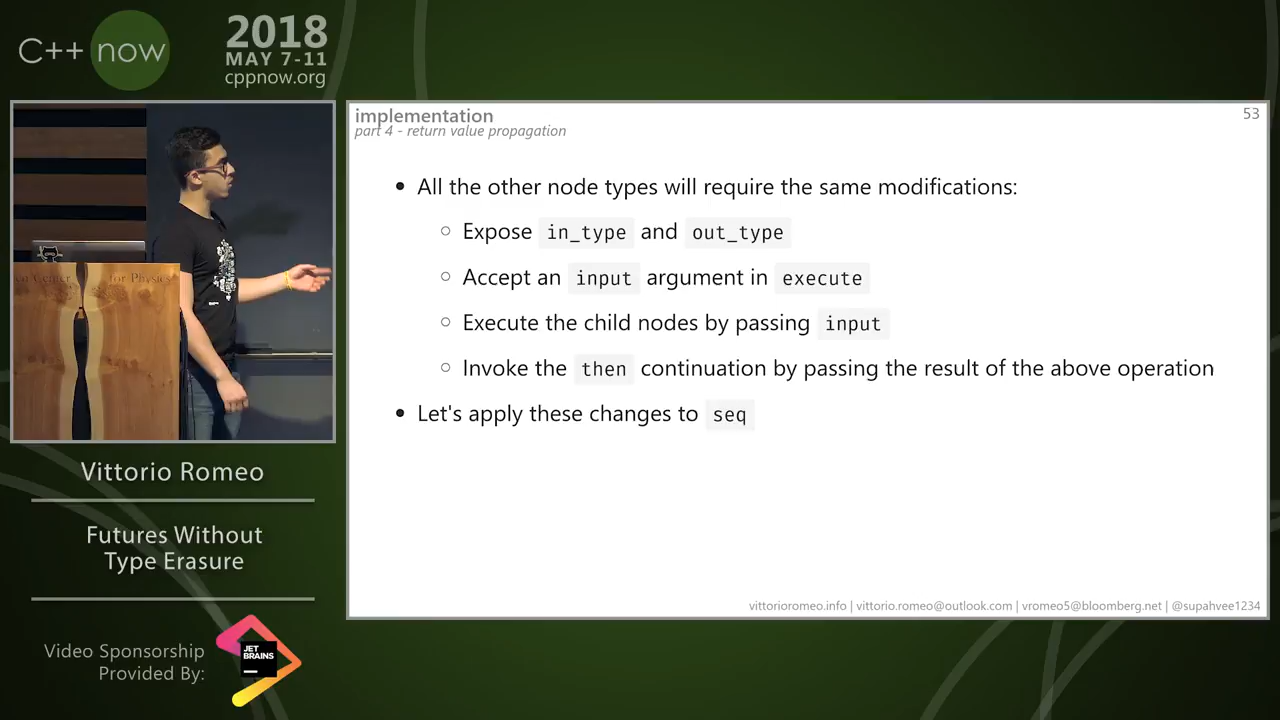 C++ now
2018
MAY 7-11
cppnow.org
implementation
part 4 - return value propagation
53
All the other node types will require the same modifications:
Expose in_type and out_type
Accept an input argument in execute
Execute the child nodes by passing input
Invoke the then continuation by passing the result of the above operation
Let's apply these changes to seq
vittorioromeo.info | vittorio.romeo@outlook.com | vromeo5@bloomberg.net | @supahvee1234
for Physics
Vittorio Romeo
Futures Without
Type Erasure
Video Sponsorship
Provided By:
JET
BRAINS